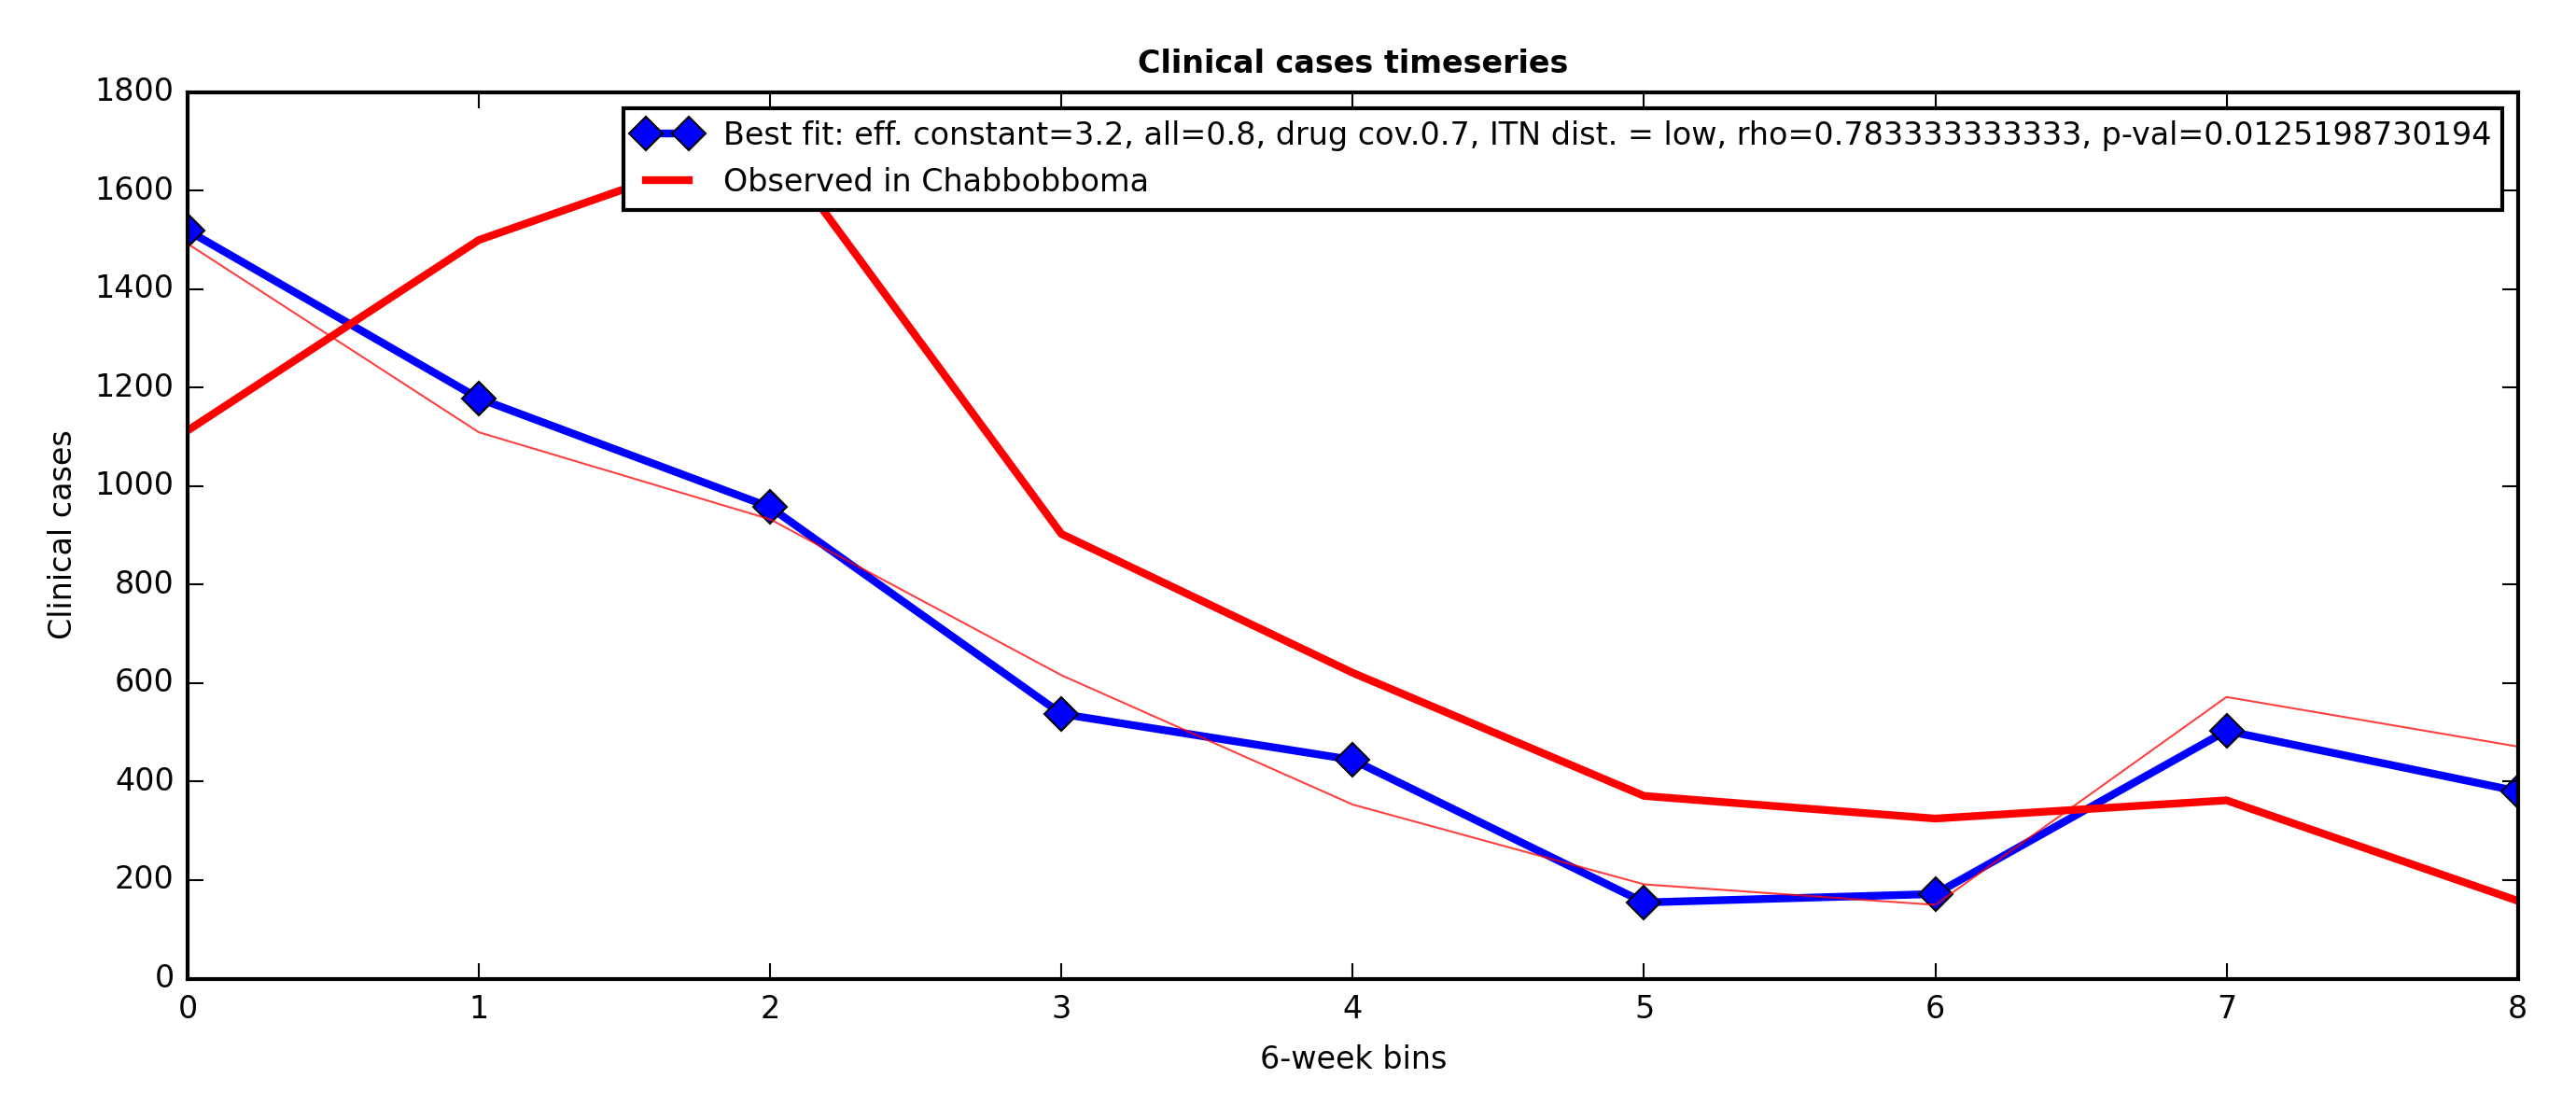 Clinical cases timeseries
Best fit: eff. constant=3.2, all=0.8, drug cov.0.7, ITN dist. = low, rho=0.783333333333, p-val=0.0125198730194
Observed in Chabbobboma
Clinical cases
1800
1600
1400
1200
1000
800
600
400
200
0
0 1 2 3 4 5 6 7 8
6-week bins